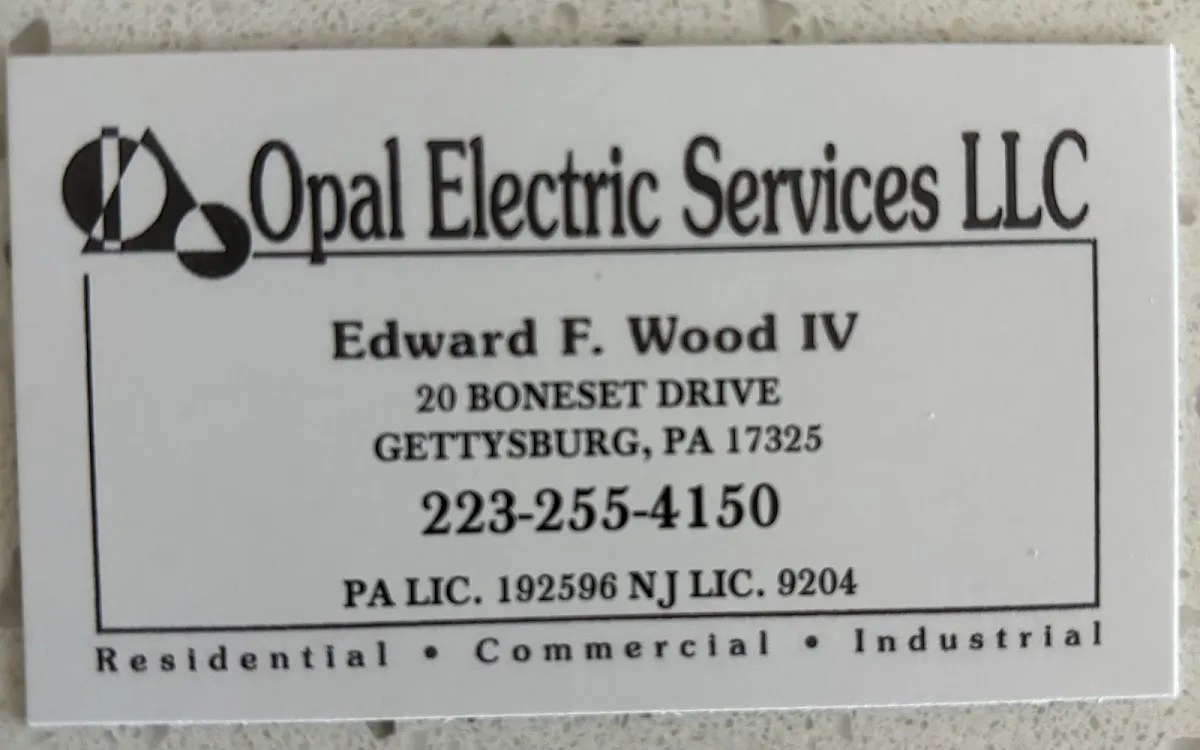 Opal Electric Services LLC
Edward F. Wood IV
20 BONESET DRIVE
GETTYSBURG, PA 17325
223-255-4150
PA LIC. 192596 NJ LIC. 9204
Residential • Commercial • Industrial